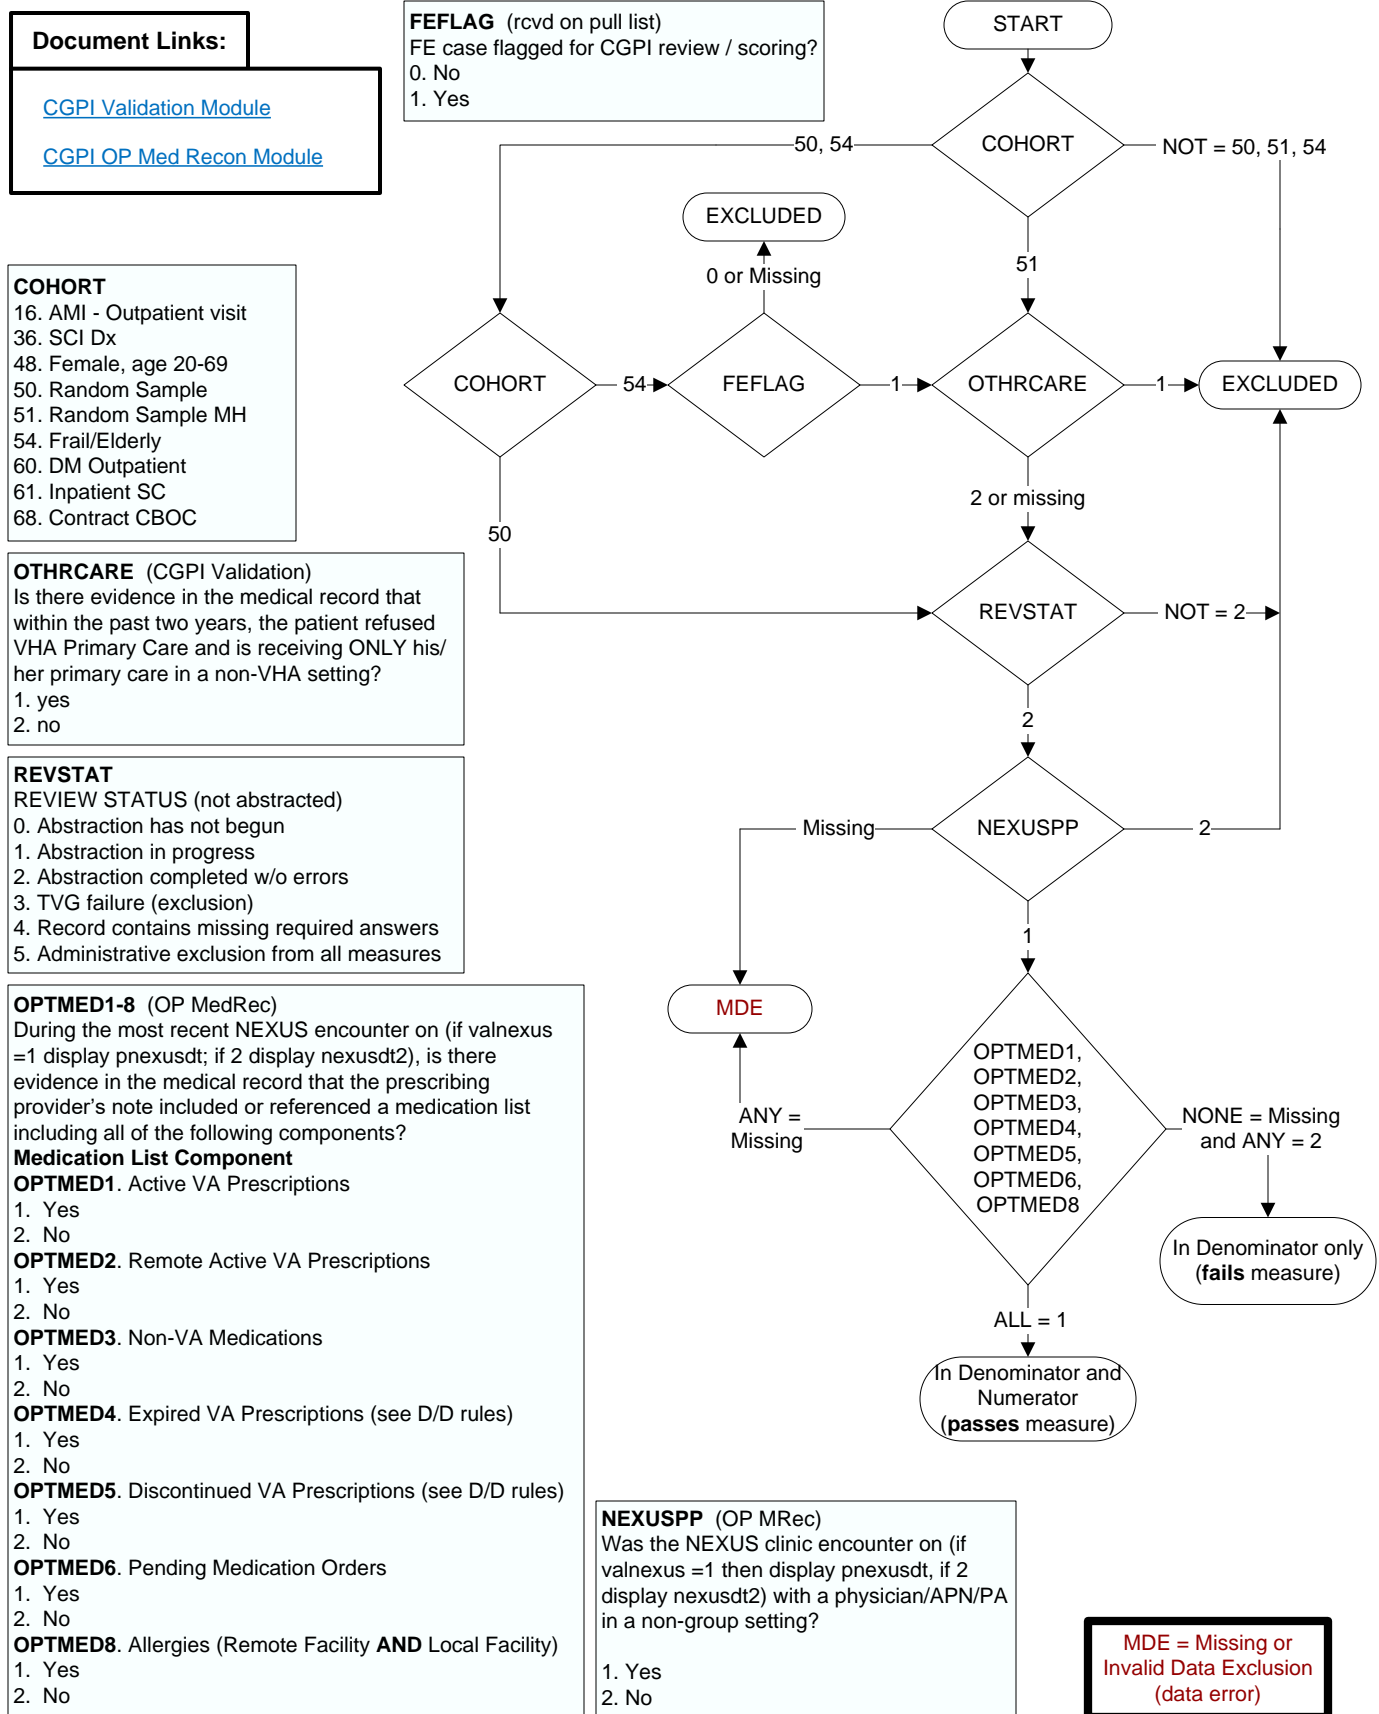 Document Links:
CGPI Validation Module
CGPI OP Med Recon Module
FEFLAG (rcvd on pull list)
FE case flagged for CGPI review / scoring?
0. No
1. Yes
START
COHORT
50, 54
NOT = 50, 51, 54
51
EXCLUDED
0 or Missing
COHORT
54
FEFLAG
1
OTHRCARE
1
EXCLUDED
2 or missing
50
REVSTAT
NOT = 2
2
NEXUSPP
Missing
2
1
MDE
ANY =
Missing
OPTMED1,
OPTMED2,
OPTMED3,
OPTMED4,
OPTMED5,
OPTMED6,
OPTMED8
NONE = Missing
and ANY = 2
In Denominator only
(fails measure)
ALL = 1
In Denominator and
Numerator
(passes measure)
COHORT
16. AMI - Outpatient visit
36. SCI Dx
48. Female, age 20-69
50. Random Sample
51. Random Sample MH
54. Frail/Elderly
60. DM Outpatient
61. Inpatient SC
68. Contract CBOC
OTHRCARE (CGPI Validation)
Is there evidence in the medical record that
within the past two years, the patient refused
VHA Primary Care and is receiving ONLY his/
her primary care in a non-VHA setting?
1. yes
2. no
REVSTAT
REVIEW STATUS (not abstracted)
0. Abstraction has not begun
1. Abstraction in progress
2. Abstraction completed w/o errors
3. TVG failure (exclusion)
4. Record contains missing required answers
5. Administrative exclusion from all measures
OPTMED1-8 (OP MedRec)
During the most recent NEXUS encounter on (if valnexus
=1 display pnexusdt; if 2 display nexusdt2), is there
evidence in the medical record that the prescribing
provider's note included or referenced a medication list
including all of the following components?
Medication List Component
OPTMED1. Active VA Prescriptions
1. Yes
2. No
OPTMED2. Remote Active VA Prescriptions
1. Yes
2. No
OPTMED3. Non-VA Medications
1. Yes
2. No
OPTMED4. Expired VA Prescriptions (see D/D rules)
1. Yes
2. No
OPTMED5. Discontinued VA Prescriptions (see D/D rules)
1. Yes
2. No
OPTMED6. Pending Medication Orders
1. Yes
2. No
OPTMED8. Allergies (Remote Facility AND Local Facility)
1. Yes
2. No
NEXUSPP (OP MRec)
Was the NEXUS clinic encounter on (if
valnexus =1 then display pnexusdt, if 2
display nexusdt2) with a physician/APN/PA
in a non-group setting?
1. Yes
2. No
MDE = Missing or
Invalid Data Exclusion
(data error)